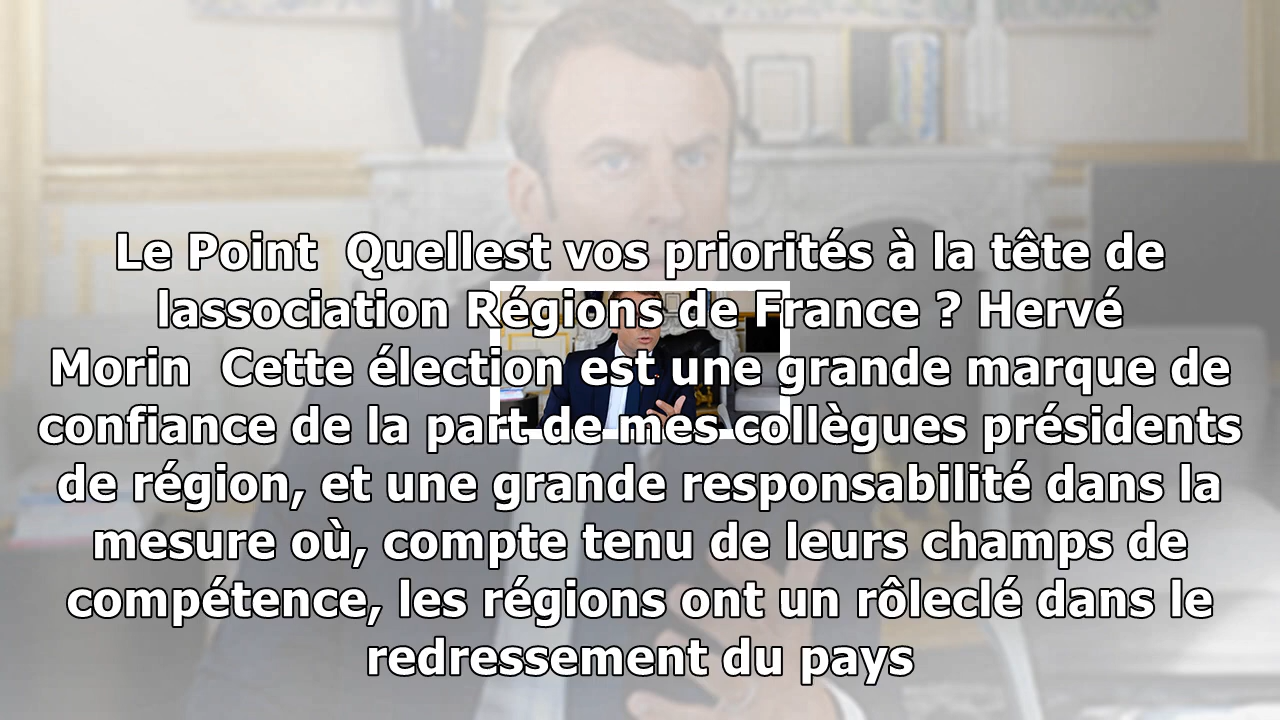 Le Point  Quellest vos priorités à la tête de
lassociation Régions de France ? Hervé
Morin  Cette élection est une grande marque de
confiance de la part de mes collègues présidents
de région, et une grande responsabilité dans la
mesure où, compte tenu de leurs champs de
compétence, les régions ont un rôleclé dans le
redressement du pays